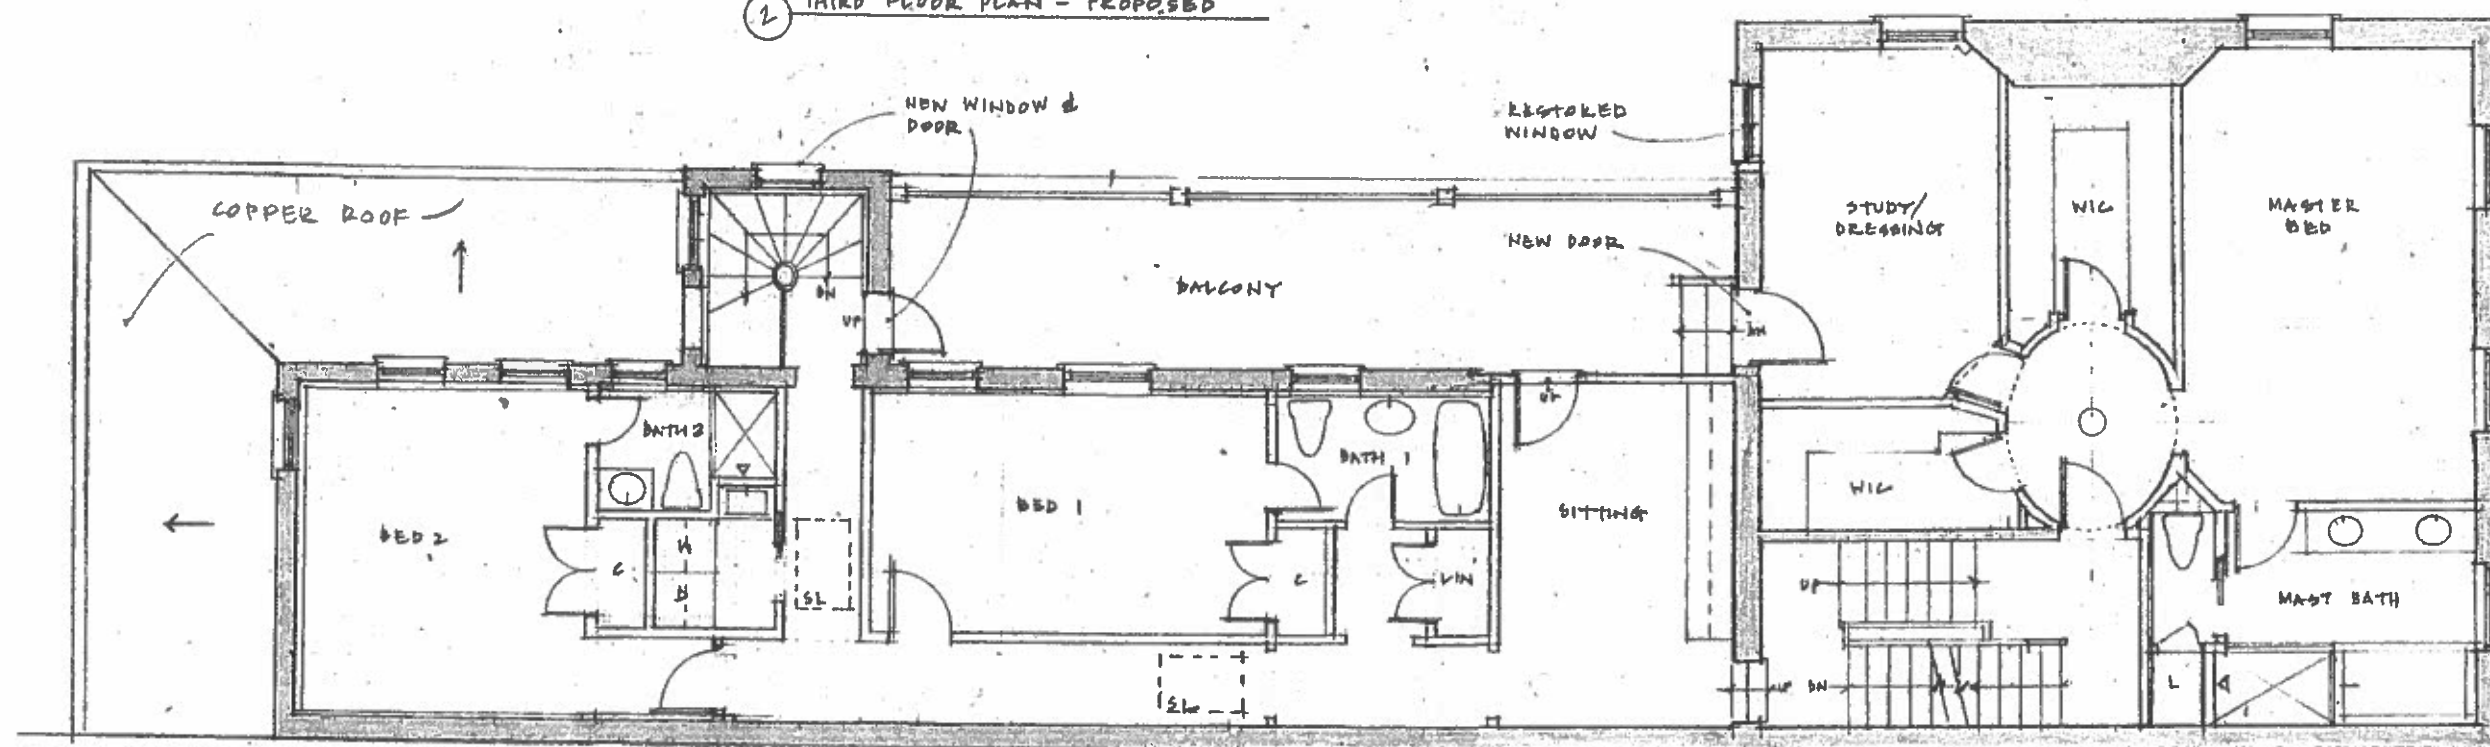 2 THIRD FLOOR PLAN - PROPOSED
NEW WINDOW &
DOOR
RESTORED
WINDOW
COPPER ROOF
STUDY/
DRESSING
WIC
MASTER
BED
NEW DOOR
BALCONY
DN
UP
DN
UP
BATH 2
BATH 1
WIC
BED 2
BED 1
SITTING
C
W
D
SL
C
LIN
UP
MAST BATH
SL
UP
DN
L